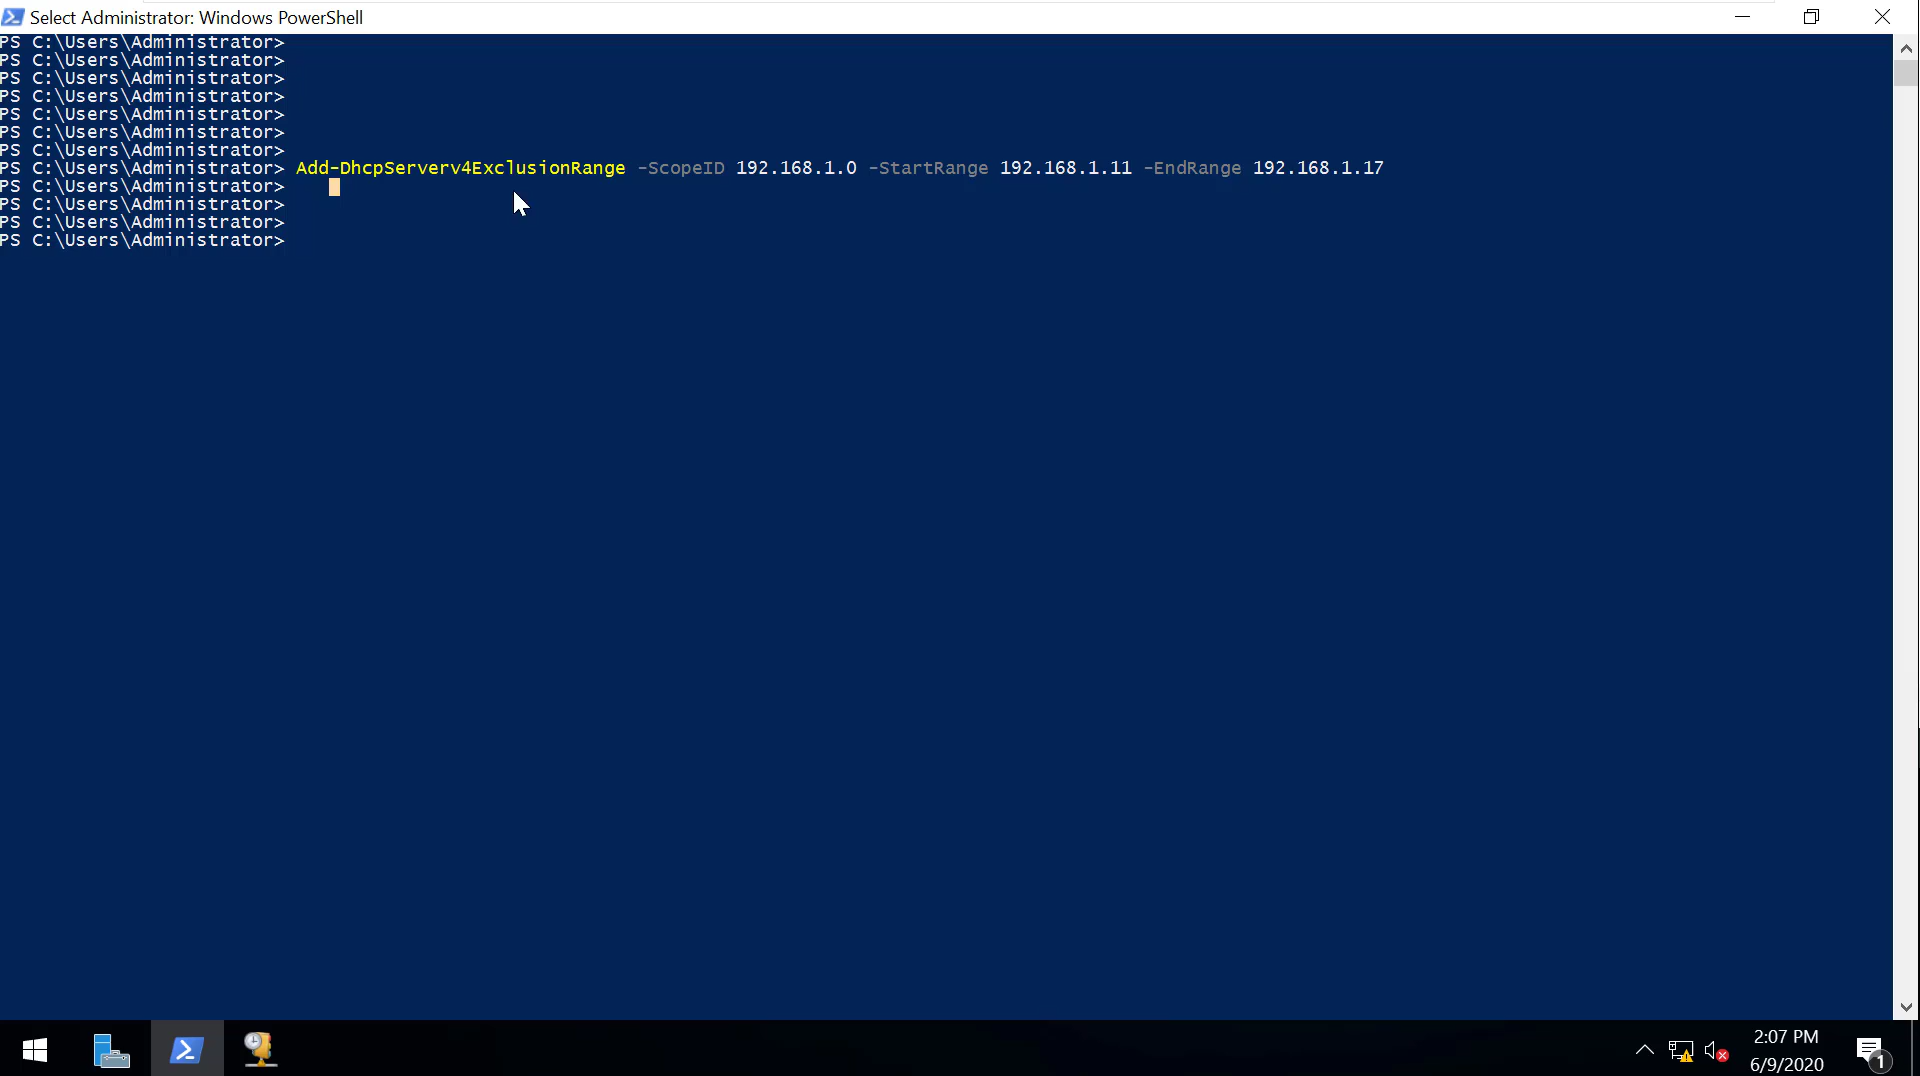 Select Administrator: Windows PowerShell
PS C:\Users\Administrator>
PS C:\Users\Administrator>
PS C:\Users\Administrator>
PS C:\Users\Administrator>
PS C:\Users\Administrator>
PS C:\Users\Administrator>
PS C:\Users\Administrator>
PS C:\Users\Administrator> Add-DhcpServerv4ExclusionRange -ScopeID 192.168.1.0 -StartRange 192.168.1.11 -EndRange 192.168.1.17
PS C:\Users\Administrator>
PS C:\Users\Administrator>
PS C:\Users\Administrator>
PS C:\Users\Administrator>
2:07 PM
6/9/2020
1